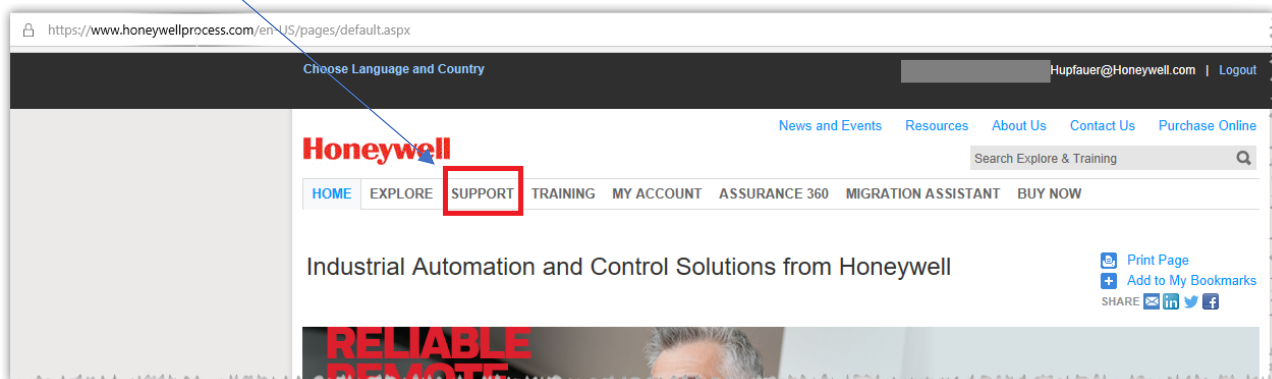 https://www.honeywellprocess.com/en-US/pages/default.aspx
Choose Language and Country
Hupfauer@Honeywell.com | Logout
News and Events Resources About Us Contact Us Purchase Online
Honeywell
Search Explore & Training
HOME EXPLORE SUPPORT TRAINING MY ACCOUNT ASSURANCE 360 MIGRATION ASSISTANT BUY NOW
Industrial Automation and Control Solutions from Honeywell
Print Page
Add to My Bookmarks
SHARE in f
RELIABLE
REMOTE